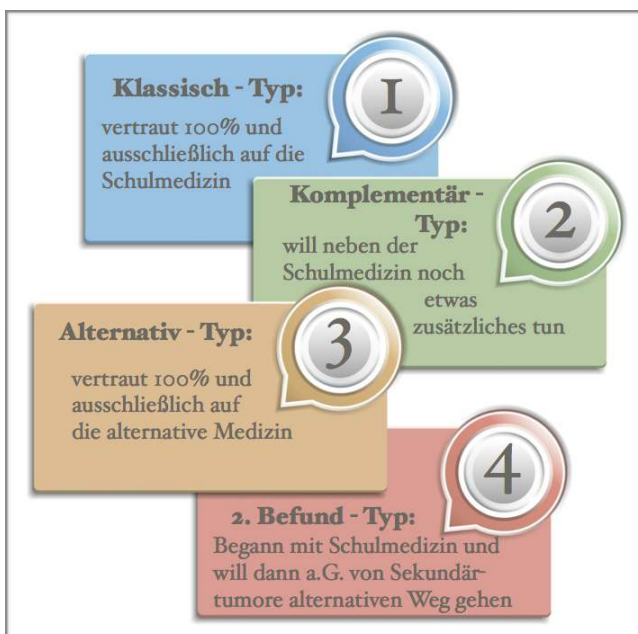 1
Klassisch - Typ:
vertraut 100% und
ausschließlich auf die
Schulmedizin
2
Komplementär -
Typ:
will neben der
Schulmedizin noch
etwas
zusätzliches tun
3
Alternativ - Typ:
vertraut 100% und
ausschließlich auf
die alternative Medizin
4
2. Befund - Typ:
Begann mit Schulmedizin und
will dann a.G. von Sekundär-
tumore alternativen Weg gehen